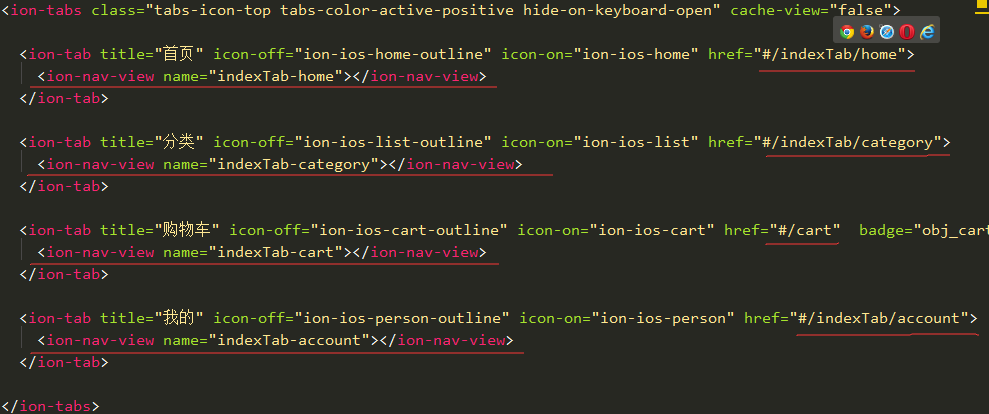 <ion-tabs class="tabs-icon-top tabs-color-active-positive hide-on-keyboard-open" cache-view="false">
<ion-tab title="首页" icon-off="ion-ios-home-outline" icon-on="ion-ios-home" href="#/indexTab/home">
<ion-nav-view name="indexTab-home"></ion-nav-view>
</ion-tab>
<ion-tab title="分类" icon-off="ion-ios-list-outline" icon-on="ion-ios-list" href="#/indexTab/category">
<ion-nav-view name="indexTab-category"></ion-nav-view>
</ion-tab>
<ion-tab title="购物车" icon-off="ion-ios-cart-outline" icon-on="ion-ios-cart" href="#/cart" badge="obj_cart
<ion-nav-view name="indexTab-cart"></ion-nav-view>
</ion-tab>
<ion-tab title="我的" icon-off="ion-ios-person-outline" icon-on="ion-ios-person" href="#/indexTab/account">
<ion-nav-view name="indexTab-account"></ion-nav-view>
</ion-tab>
</ion-tabs>